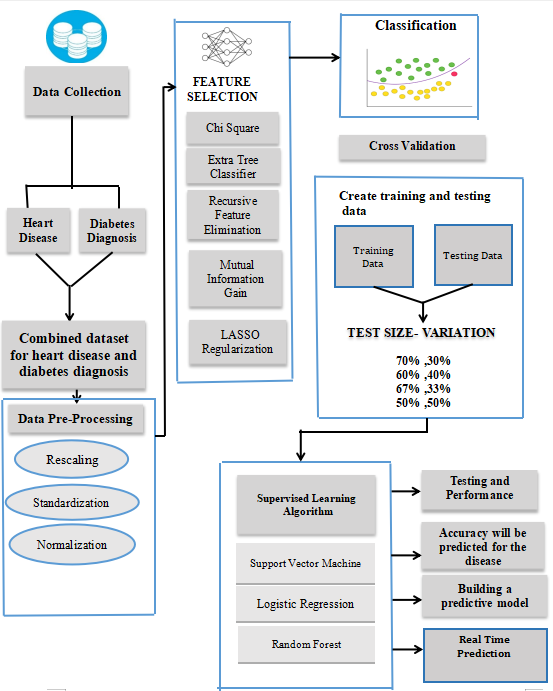 Data Collection
Heart
Disease
Diabetes
Diagnosis
Combined dataset
for heart disease and
diabetes diagnosis
Data Pre-Processing
Rescaling
Standardization
Normalization
FEATURE
SELECTION
Chi Square
Extra Tree
Classifier
Recursive
Feature
Elimination
Mutual
Information
Gain
LASSO
Regularization
Classification
Cross Validation
Create training and testing
data
Training
Data
Testing Data
TEST SIZE- VARIATION
70% ,30%
60% ,40%
67% ,33%
50% ,50%
Supervised Learning
Algorithm
Support Vector Machine
Logistic Regression
Random Forest
Testing and
Performance
Accuracy will be
predicted for the
disease
Building a
predictive model
Real Time
Prediction